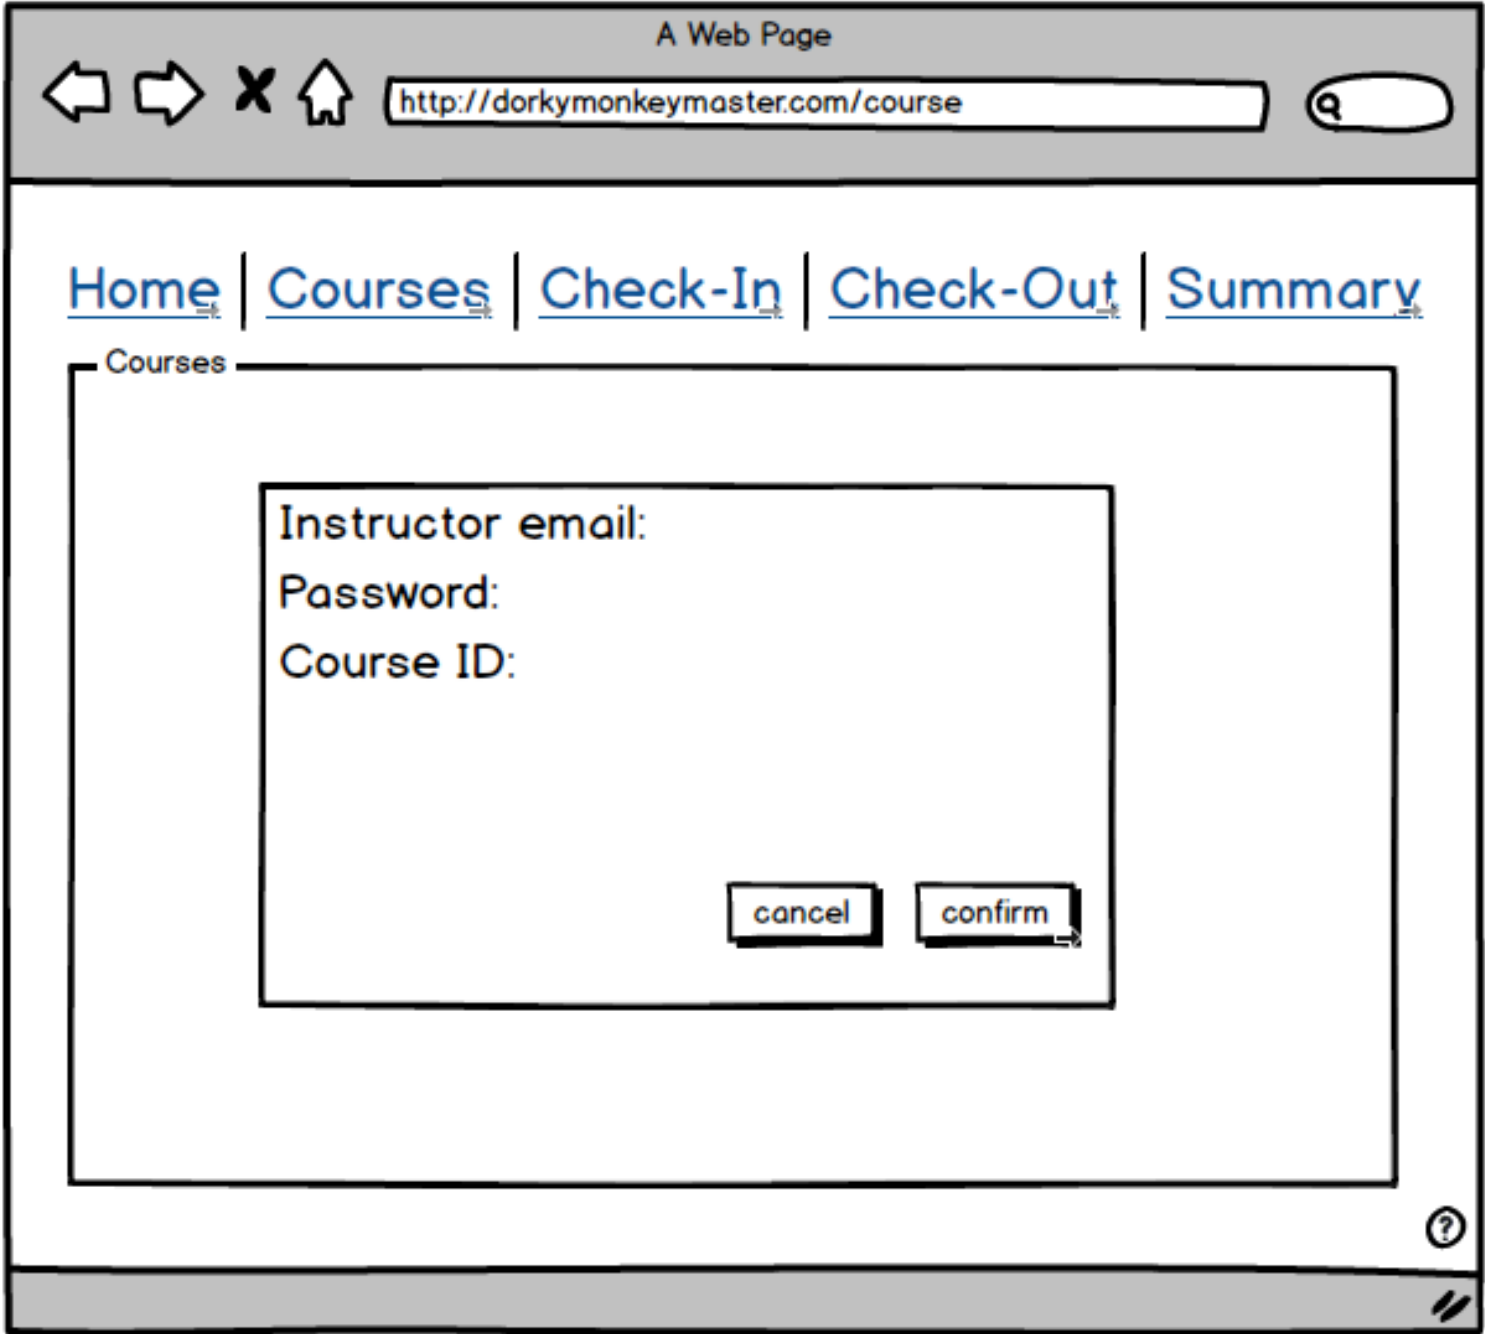 A Web Page
http://dorkymonkeymaster.com/course
Home | Courses | Check-In | Check-Out | Summary
Courses
Instructor email:
Password:
Course ID:
cancel confirm
?